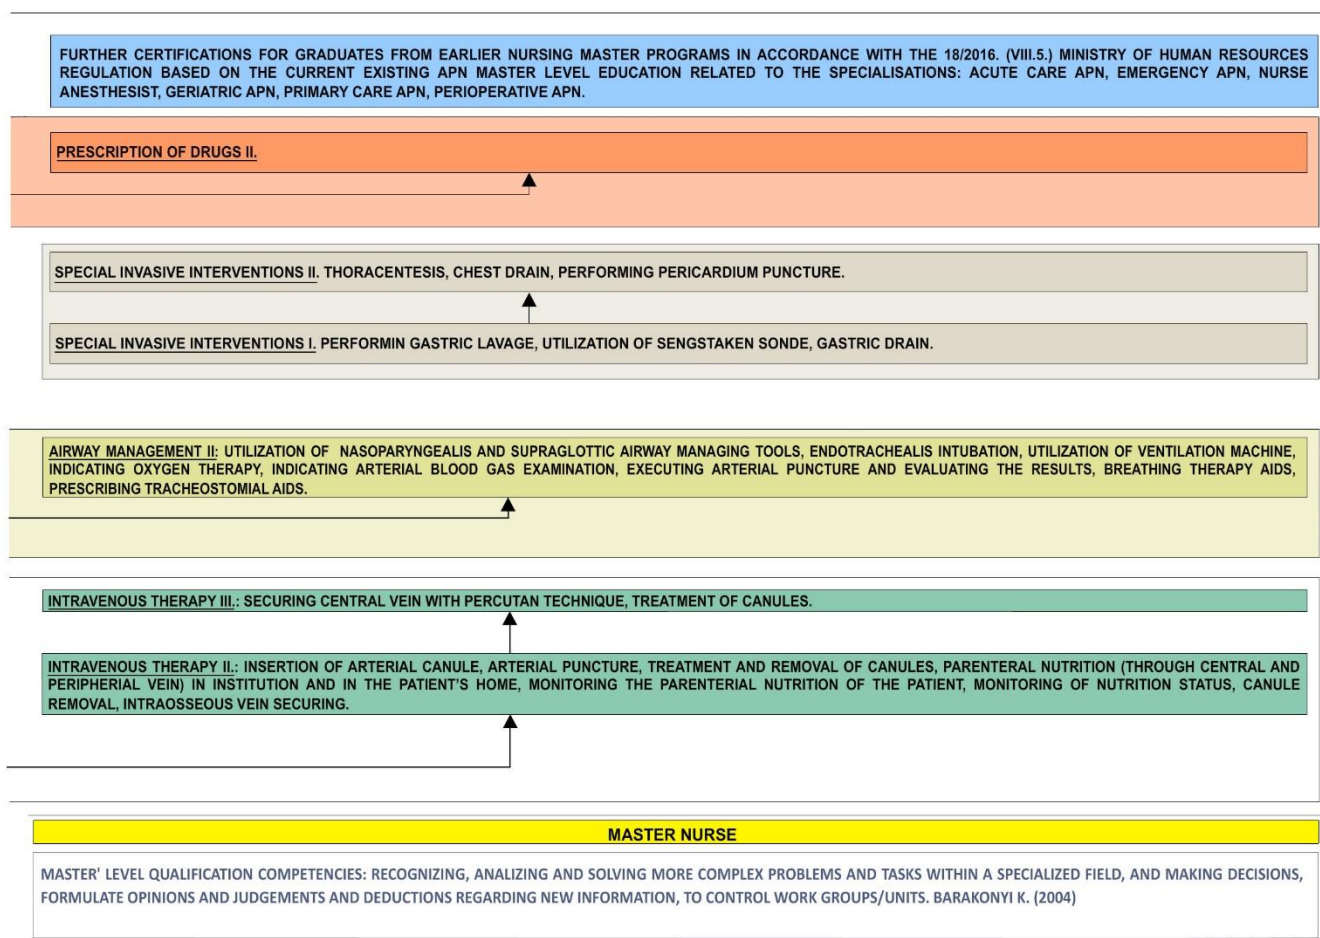 FURTHER CERTIFICATIONS FOR GRADUATES FROM EARLIER NURSING MASTER PROGRAMS IN ACCORDANCE WITH THE 18/2016. (VIII.5.) MINISTRY OF HUMAN RESOURCES
REGULATION BASED ON THE CURRENT EXISTING APN MASTER LEVEL EDUCATION RELATED TO THE SPECIALISATIONS: ACUTE CARE APN, EMERGENCY APN, NURSE
ANESTHESIST, GERIATRIC APN, PRIMARY CARE APN, PERIOPERATIVE APN.
PRESCRIPTION OF DRUGS II.
SPECIAL INVASIVE INTERVENTIONS II. THORACENTESIS, CHEST DRAIN, PERFORMING PERICARDIUM PUNCTURE.
SPECIAL INVASIVE INTERVENTIONS I. PERFORMIN GASTRIC LAVAGE, UTILIZATION OF SENGSTAKEN SONDE, GASTRIC DRAIN.
AIRWAY MANAGEMENT II: UTILIZATION OF NASOPARYNGEALIS AND SUPRAGLOTTIC AIRWAY MANAGING TOOLS, ENDOTRACHEALIS INTUBATION, UTILIZATION OF VENTILATION MACHINE,
INDICATING OXYGEN THERAPY, INDICATING ARTERIAL BLOOD GAS EXAMINATION, EXECUTING ARTERIAL PUNCTURE AND EVALUATING THE RESULTS, BREATHING THERAPY AIDS,
PRESCRIBING TRACHEOSTOMIAL AIDS.
INTRAVENOUS THERAPY III.: SECURING CENTRAL VEIN WITH PERCUTAN TECHNIQUE, TREATMENT OF CANULES.
INTRAVENOUS THERAPY II.: INSERTION OF ARTERIAL CANULE, ARTERIAL PUNCTURE, TREATMENT AND REMOVAL OF CANULES, PARENTERAL NUTRITION (THROUGH CENTRAL AND
PERIPHERIAL VEIN) IN INSTITUTION AND IN THE PATIENT'S HOME, MONITORING THE PARENTERIAL NUTRITION OF THE PATIENT, MONITORING OF NUTRITION STATUS, CANULE
REMOVAL, INTRAOSSEOUS VEIN SECURING.
MASTER NURSE
MASTER' LEVEL QUALIFICATION COMPETENCIES: RECOGNIZING, ANALIZING AND SOLVING MORE COMPLEX PROBLEMS AND TASKS WITHIN A SPECIALIZED FIELD, AND MAKING DECISIONS,
FORMULATE OPINIONS AND JUDGEMENTS AND DEDUCTIONS REGARDING NEW INFORMATION, TO CONTROL WORK GROUPS/UNITS. BARAKONYI K. (2004)